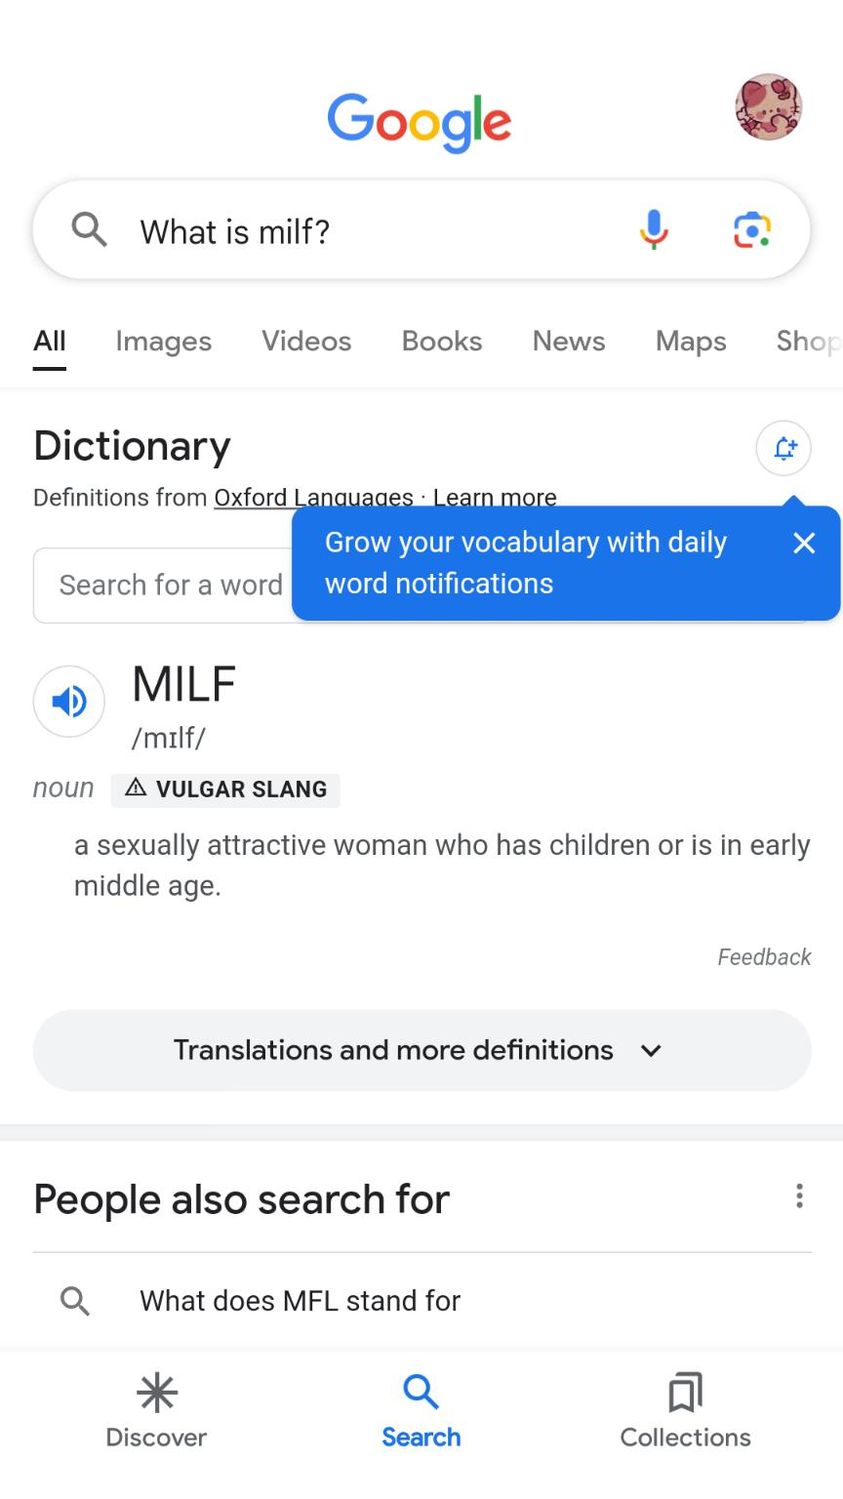 Google
What is milf?
All Images Videos Books News Maps Shop
Dictionary
Definitions from Oxford Languages · Learn more
Grow your vocabulary with daily
word notifications
Search for a word
MILF
/mɪlf/
noun VULGAR SLANG
a sexually attractive woman who has children or is in early
middle age.
Feedback
Translations and more definitions
People also search for
What does MFL stand for
Discover Search Collections